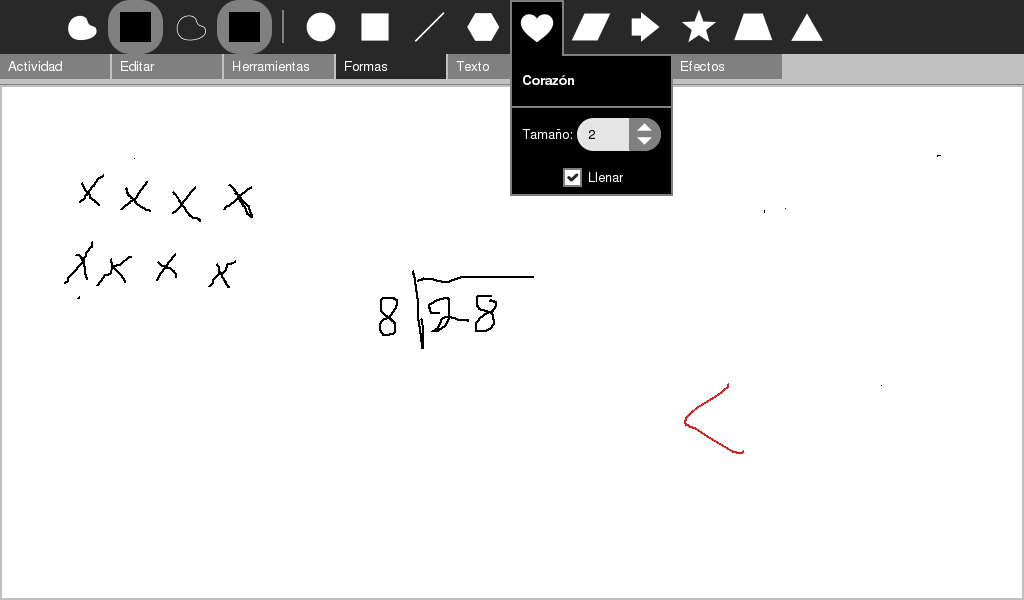 Actividad Editar Herramientas Formas Texto Efectos
Corazón
Tamaño: 2
Llenar
x x x x
x x x x
8 28
<